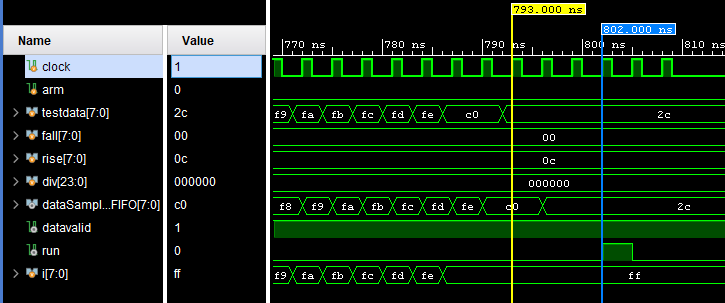 793.000 ns
802.000 ns
Name Value
770 ns 780 ns 790 ns 800 ns 810 ns
clock 1
arm 0
testdata[7:0] 2c f9 fa fb fc fd fe c0 2c
fall[7:0] 00 00
rise[7:0] 0c 0c
div[23:0] 000000 000000
dataSampl...FIFO[7:0] c0 f8 f9 fa fb fc fd fe c0 2c
datavalid 1
run 0
i[7:0] ff f9 fa fb fc fd fe ff